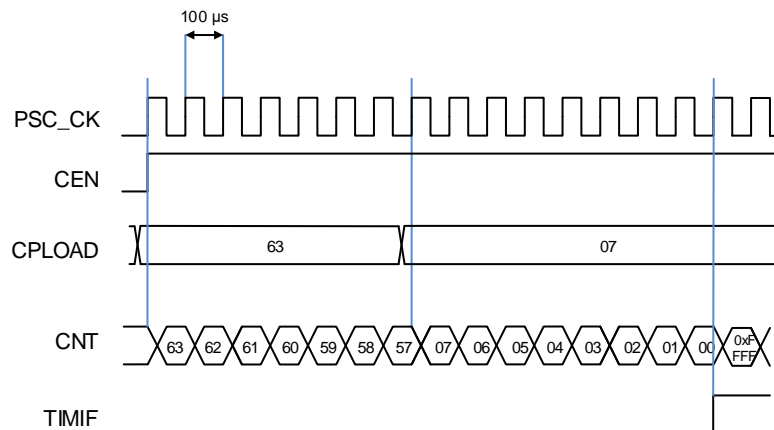 100 µs
PSC_CK
CEN
CPLOAD 63 07
CNT 63 62 61 60 59 58 57 07 06 05 04 03 02 01 00 0xF
FFF
TIMIF